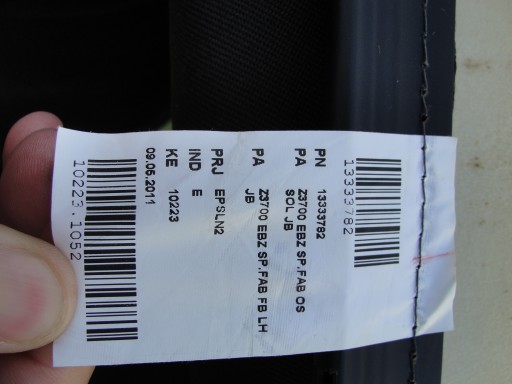 13333782
PN 13333782
PA Z3700 EBZ SP.FAB OS
SOL JB
PA Z3700 EBZ SP.FAB FB LH
JB
PRJ EPSLN2
IND E
KE 10223
09.05.2011
10223.1052